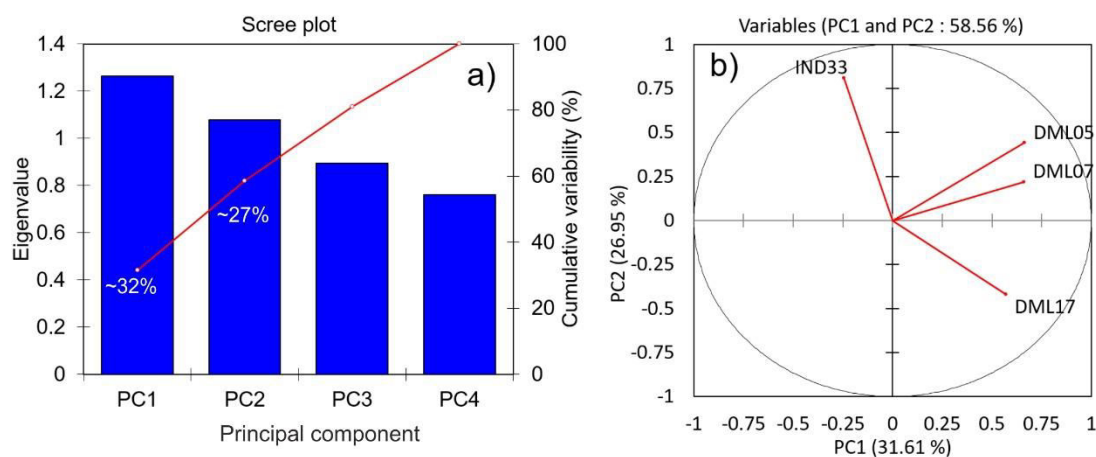 Scree plot
a)
1.4
1.2
1
0.8
0.6
0.4
0.2
0
Eigenvalue
100
80
60
40
20
0
Cumulative variability (%)
~32%
~27%
PC1 PC2 PC3 PC4
Principal component
Variables (PC1 and PC2 : 58.56 %)
b)
1
0.75
0.5
0.25
0
-0.25
-0.5
-0.75
-1
PC2 (26.95 %)
IND33
DML05
DML07
DML17
-1 -0.75 -0.5 -0.25 0 0.25 0.5 0.75 1
PC1 (31.61 %)